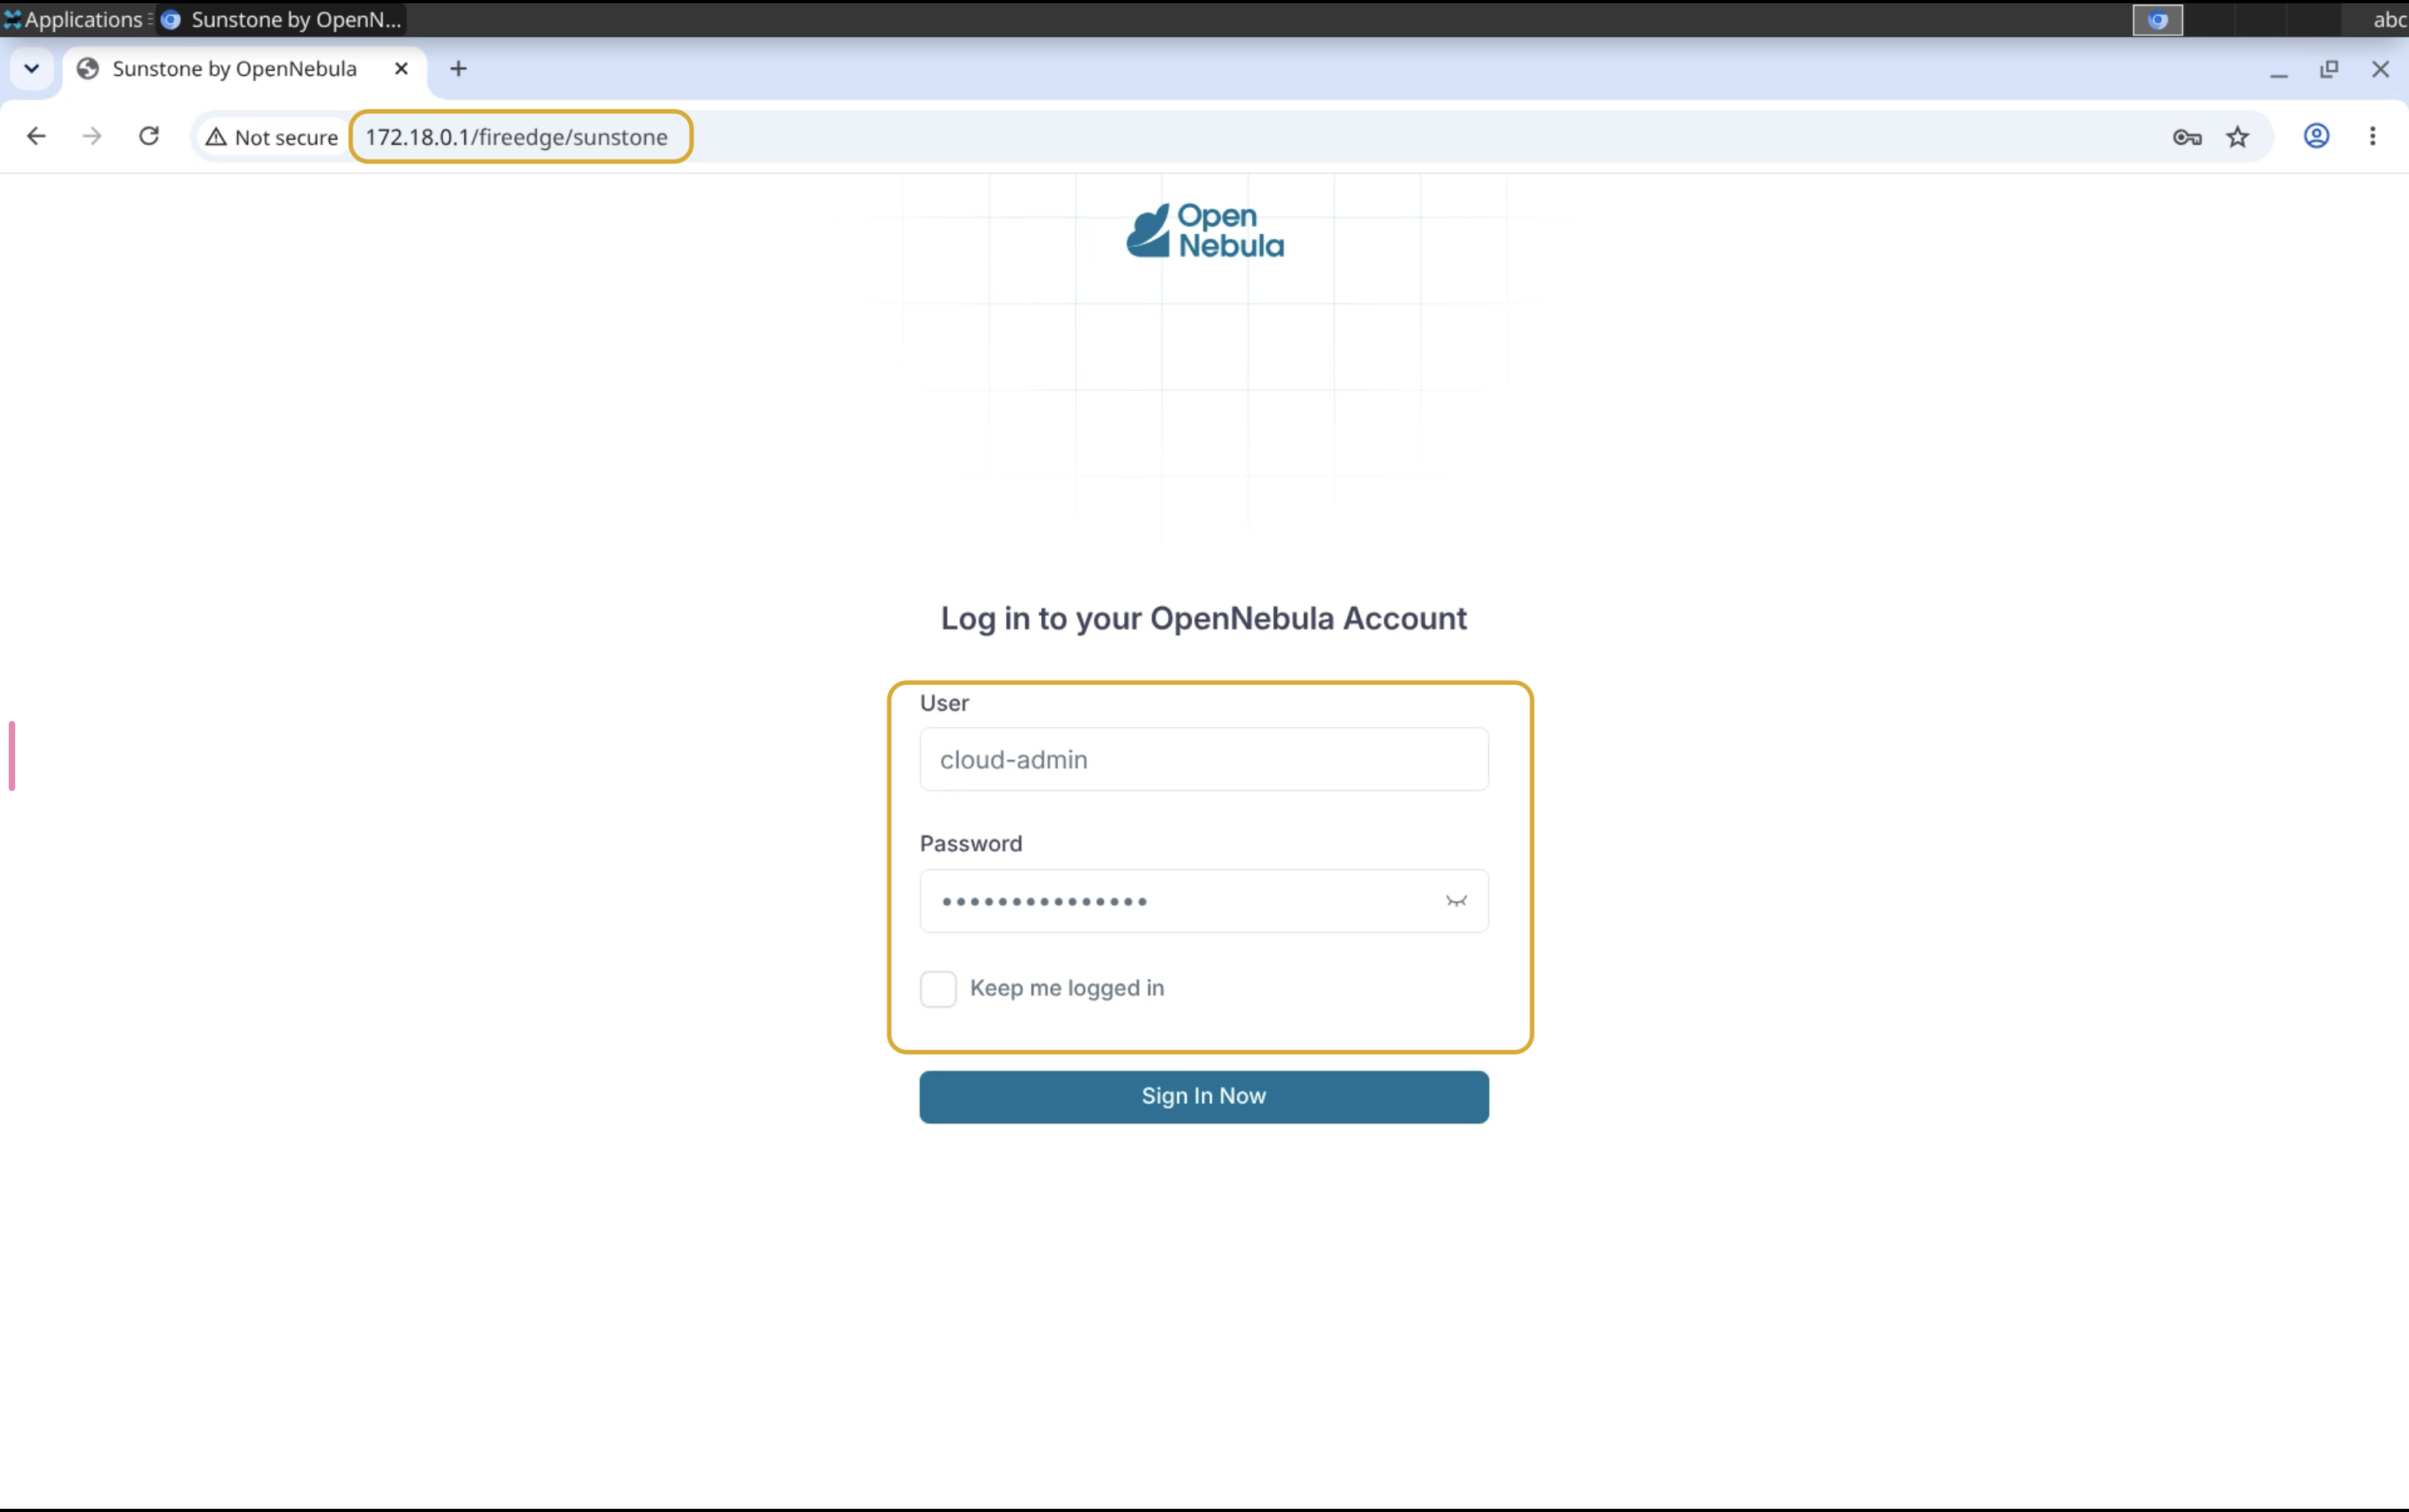 Applications
Sunstone by OpenN...
abc
Sunstone by OpenNebula
Not secure
172.18.0.1/fireedge/sunstone
Open
Nebula
Log in to your OpenNebula Account
User
cloud-admin
Password
•••••••••••••••
Keep me logged in
Sign In Now